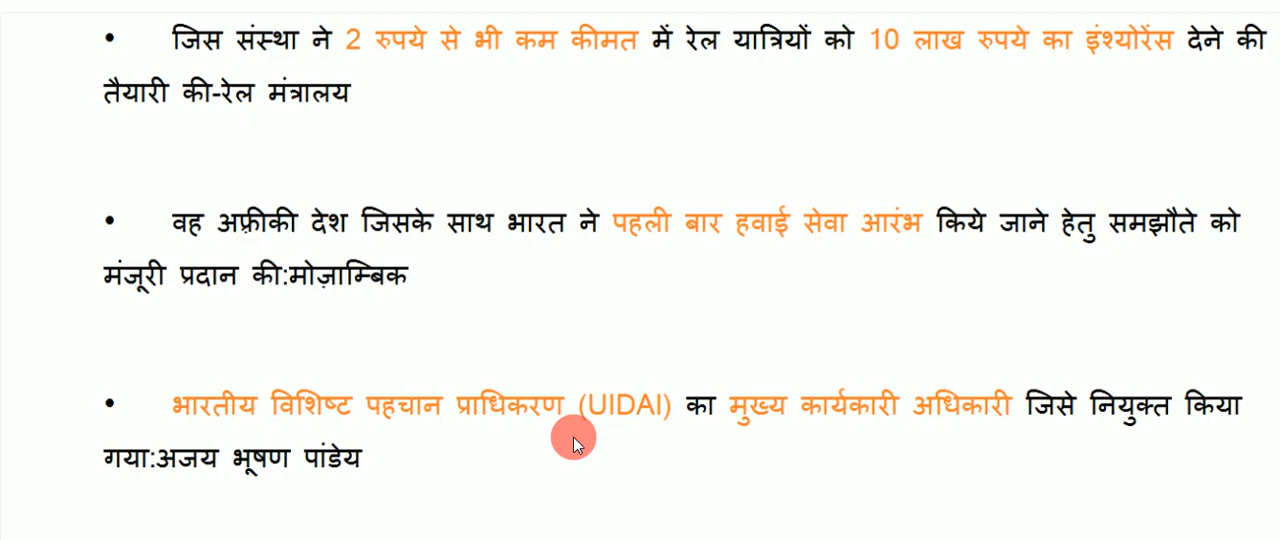 • जिस संस्था ने 2 रुपये से भी कम कीमत में रेल यात्रियों को 10 लाख रुपये का इंश्योरेंस देने की
तैयारी की-रेल मंत्रालय
• वह अफ़्रीकी देश जिसके साथ भारत ने पहली बार हवाई सेवा आरंभ किये जाने हेतु समझौते को
मंजूरी प्रदान की:मोज़ाम्बिक
• भारतीय विशिष्ट पहचान प्राधिकरण (UIDAI) का मुख्य कार्यकारी अधिकारी जिसे नियुक्त किया
गया:अजय भूषण पांडेय